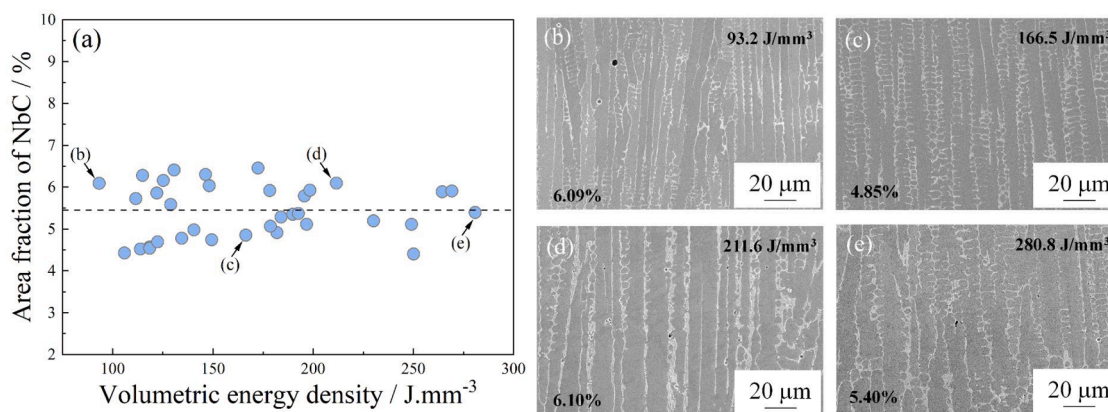 (a)
Area fraction of NbC / %
10
9
8
7
6
5
4
3
2
(b)
(c)
(d)
(e)
100 150 200 250 300
Volumetric energy density / J.mm⁻³
(b) 93.2 J/mm³
6.09% 20 μm
(c) 166.5 J/mm³
4.85% 20 μm
(d) 211.6 J/mm³
6.10% 20 μm
(e) 280.8 J/mm³
5.40% 20 μm